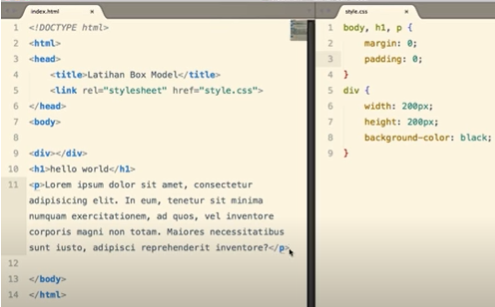 index.html ×
1 <!DOCTYPE html>
2 <html>
3 <head>
4 <title>Latihan Box Model</title>
5 <link rel="stylesheet" href="style.css">
6 </head>
7 <body>
8
9 <div></div>
10 <h1>hello world</h1>
11 <p>Lorem ipsum dolor sit amet, consectetur
adipisicing elit. In eum, tenetur sit minima
numquam exercitationem, ad quos, vel inventore
corporis magni non totam. Maiores necessitatibus
sunt iusto, adipisci reprehenderit inventore?</p>
12
13 </body>
14 </html>
style.css ×
1 body, h1, p {
2 margin: 0;
3 padding: 0;
4 }
5 div {
6 width: 200px;
7 height: 200px;
8 background-color: black;
9 }